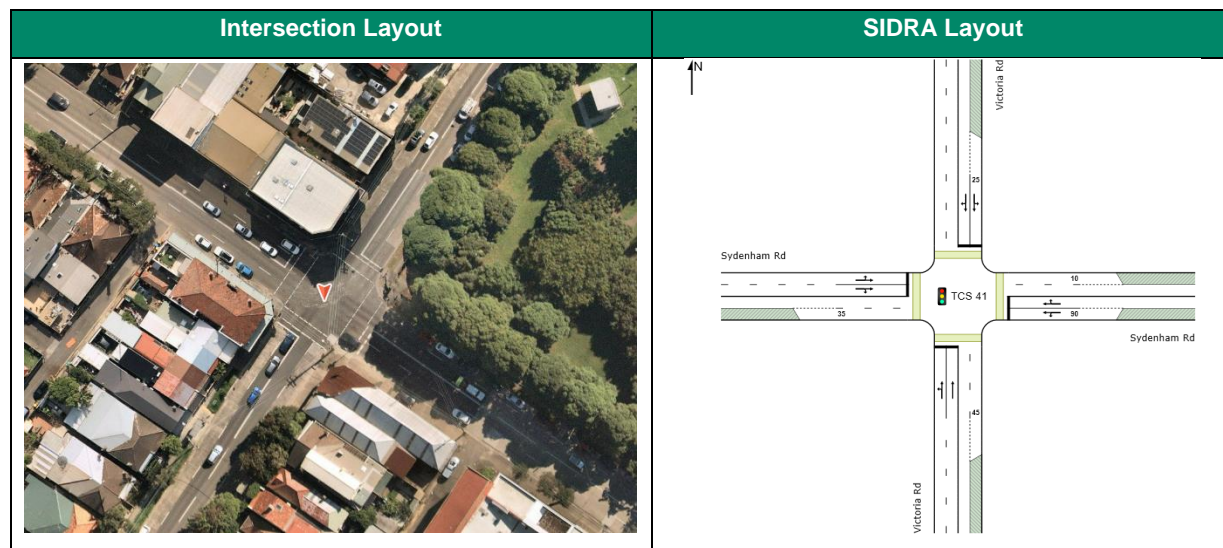 Intersection Layout
SIDRA Layout
N
Victoria Rd
25
Sydenham Rd
10
TCS 41
35
90
Sydenham Rd
45
Victoria Rd